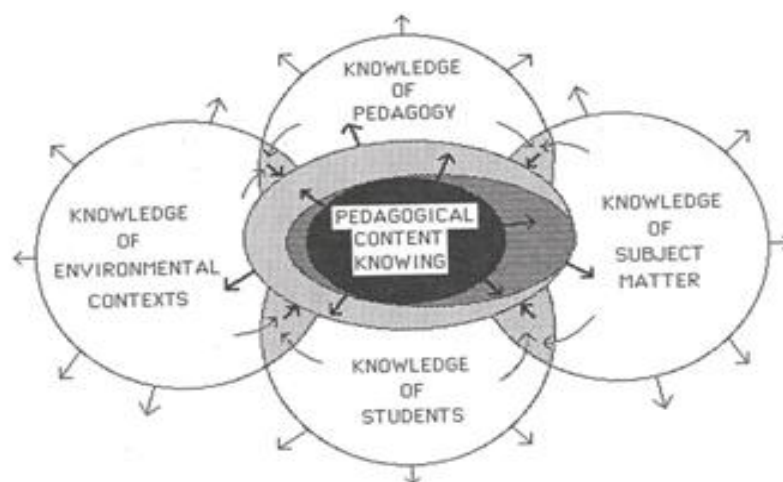 KNOWLEDGE
OF
PEDAGOGY
KNOWLEDGE
OF
ENVIRONMENTAL
CONTEXTS
PEDAGOGICAL
CONTENT
KNOWING
KNOWLEDGE
OF
SUBJECT
MATTER
KNOWLEDGE
OF
STUDENTS